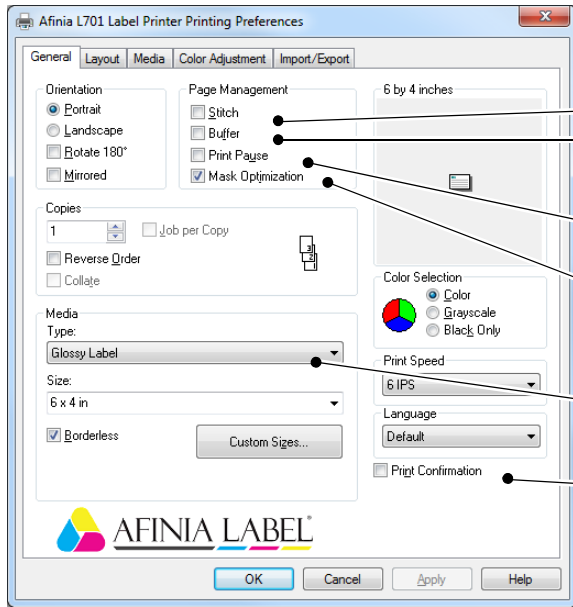 Afinia L701 Label Printer Printing Preferences
General Layout Media Color Adjustment Import/Export
Orientation
Portrait
Landscape
Rotate 180°
Mirrored
Page Management
Stitch
Buffer
Print Pause
Mask Optimization
6 by 4 inches
Copies
1
Job per Copy
Reverse Order
Collate
3
2
1
Color Selection
Color
Grayscale
Black Only
Media
Type:
Glossy Label
Size:
6 x 4 in
Borderless
Custom Sizes...
Print Speed
6 IPS
Language
Default
Print Confirmation
AFINIA LABEL
OK Cancel Apply Help